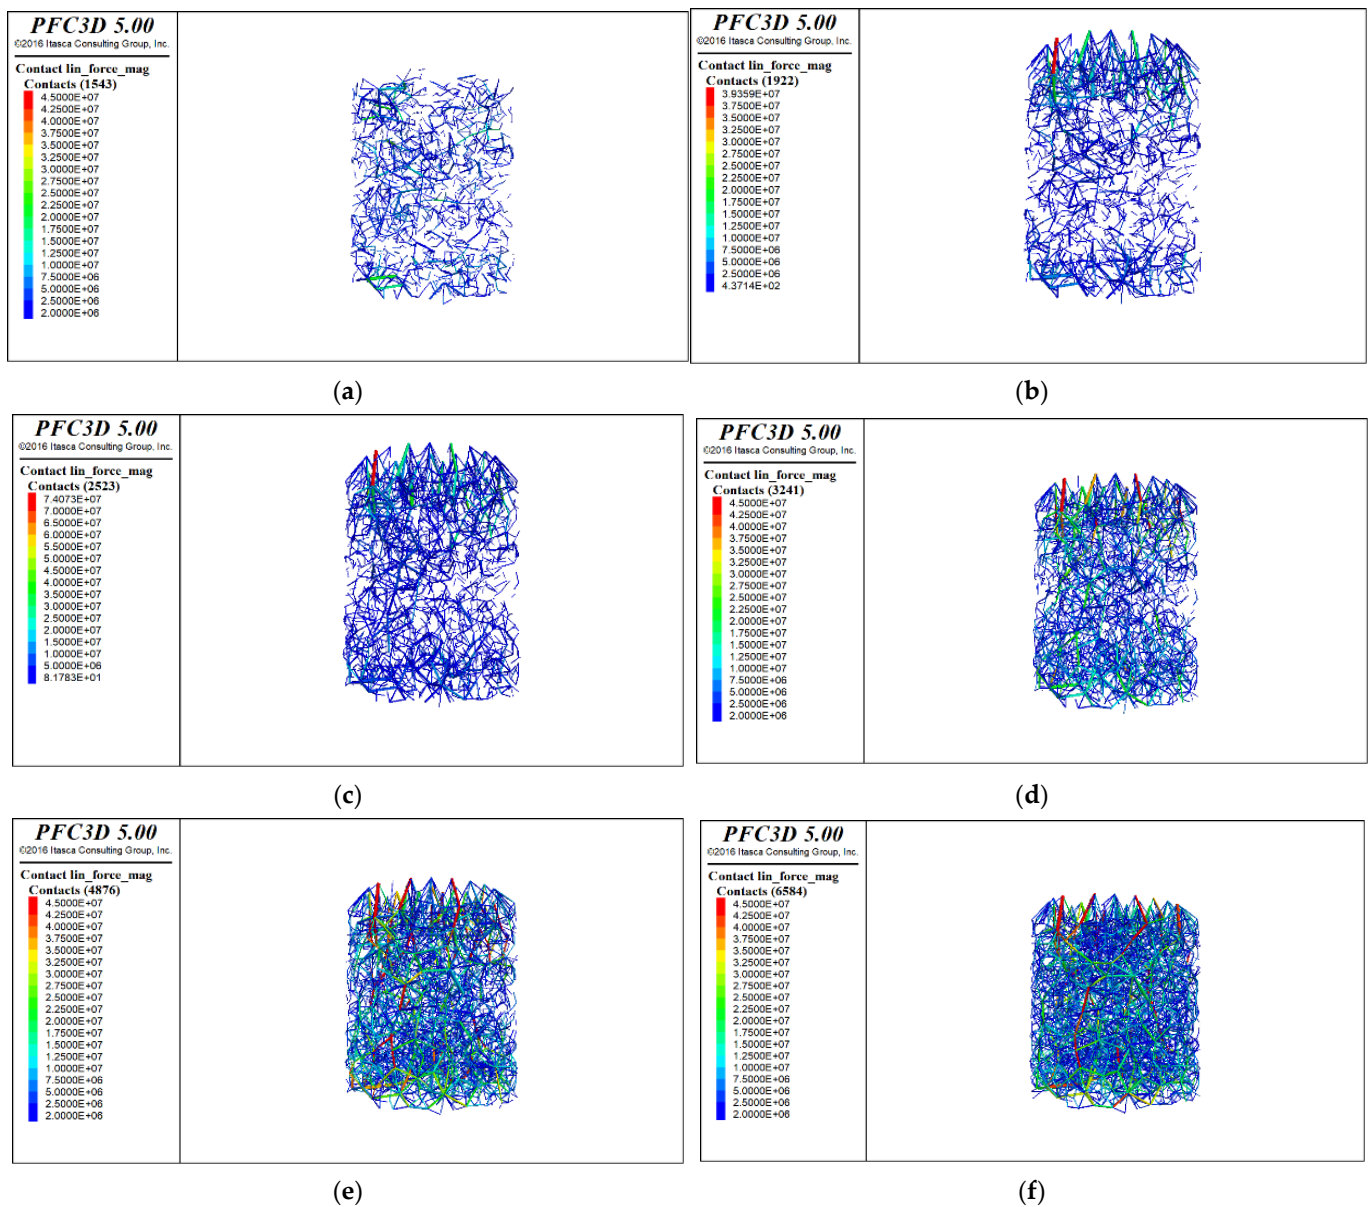 PFC3D 5.00
©2016 Itasca Consulting Group, Inc.
Contact lin_force_mag
Contacts (1543)
4.5000E+07
4.2500E+07
4.0000E+07
3.7500E+07
3.5000E+07
3.2500E+07
3.0000E+07
2.7500E+07
2.5000E+07
2.2500E+07
2.0000E+07
1.7500E+07
1.5000E+07
1.2500E+07
1.0000E+07
7.5000E+06
5.0000E+06
2.5000E+06
2.0000E+06
(a)
PFC3D 5.00
©2016 Itasca Consulting Group, Inc.
Contact lin_force_mag
Contacts (1922)
3.9359E+07
3.7500E+07
3.5000E+07
3.2500E+07
3.0000E+07
2.7500E+07
2.5000E+07
2.2500E+07
2.0000E+07
1.7500E+07
1.5000E+07
1.2500E+07
1.0000E+07
7.5000E+06
5.0000E+06
2.5000E+06
4.3714E+02
(b)
PFC3D 5.00
©2016 Itasca Consulting Group, Inc.
Contact lin_force_mag
Contacts (2523)
7.4073E+07
7.0000E+07
6.5000E+07
6.0000E+07
5.5000E+07
5.0000E+07
4.5000E+07
4.0000E+07
3.5000E+07
3.0000E+07
2.5000E+07
2.0000E+07
1.5000E+07
1.0000E+07
5.0000E+06
8.1783E+01
(c)
PFC3D 5.00
©2016 Itasca Consulting Group, Inc.
Contact lin_force_mag
Contacts (3241)
4.5000E+07
4.2500E+07
4.0000E+07
3.7500E+07
3.5000E+07
3.2500E+07
3.0000E+07
2.7500E+07
2.5000E+07
2.2500E+07
2.0000E+07
1.7500E+07
1.5000E+07
1.2500E+07
1.0000E+07
7.5000E+06
5.0000E+06
2.5000E+06
2.0000E+06
(d)
PFC3D 5.00
©2016 Itasca Consulting Group, Inc.
Contact lin_force_mag
Contacts (4876)
4.5000E+07
4.2500E+07
4.0000E+07
3.7500E+07
3.5000E+07
3.2500E+07
3.0000E+07
2.7500E+07
2.5000E+07
2.2500E+07
2.0000E+07
1.7500E+07
1.5000E+07
1.2500E+07
1.0000E+07
7.5000E+06
5.0000E+06
2.5000E+06
2.0000E+06
(e)
PFC3D 5.00
©2016 Itasca Consulting Group, Inc.
Contact lin_force_mag
Contacts (6584)
4.5000E+07
4.2500E+07
4.0000E+07
3.7500E+07
3.5000E+07
3.2500E+07
3.0000E+07
2.7500E+07
2.5000E+07
2.2500E+07
2.0000E+07
1.7500E+07
1.5000E+07
1.2500E+07
1.0000E+07
7.5000E+06
5.0000E+06
2.5000E+06
2.0000E+06
(f)